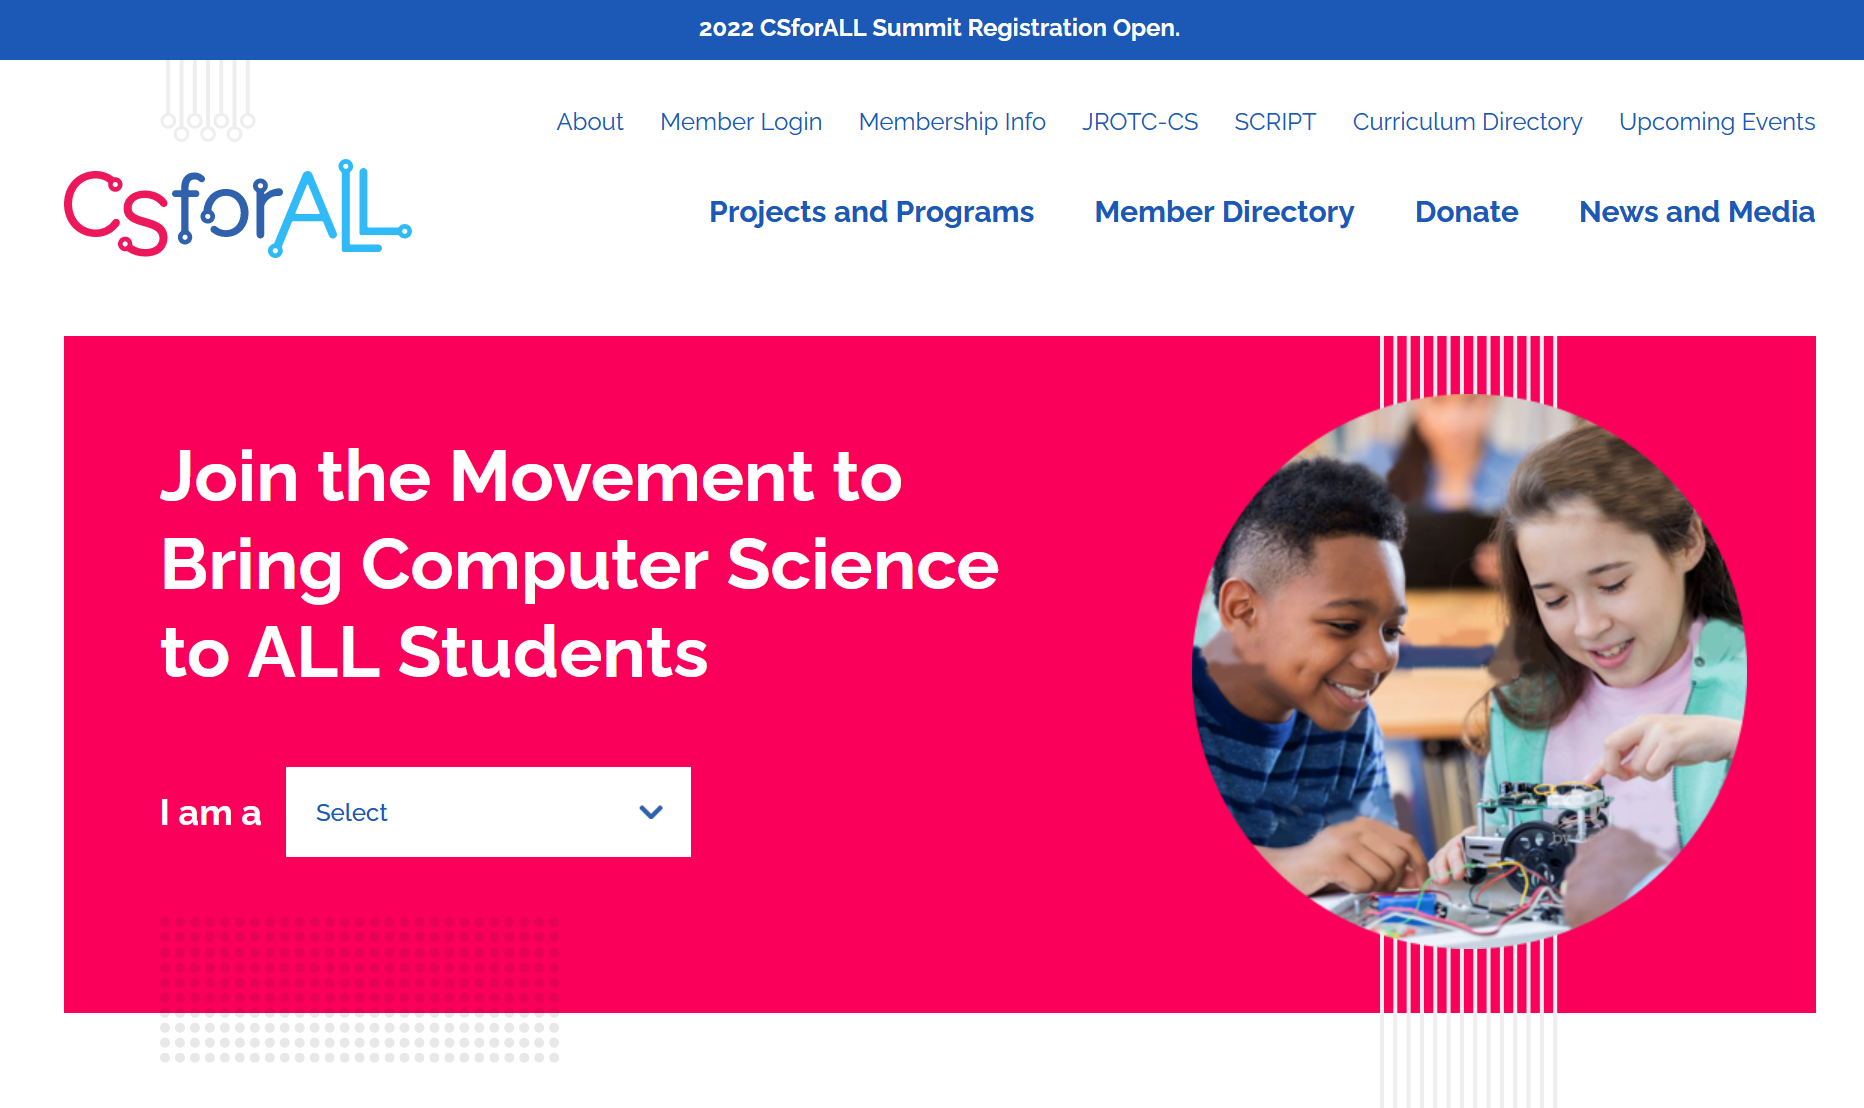 2022 CSforALL Summit Registration Open.
About Member Login Membership Info JROTC-CS SCRIPT Curriculum Directory Upcoming Events
CSforALL
Projects and Programs Member Directory Donate News and Media
Join the Movement to
Bring Computer Science
to ALL Students
I am a Select
by